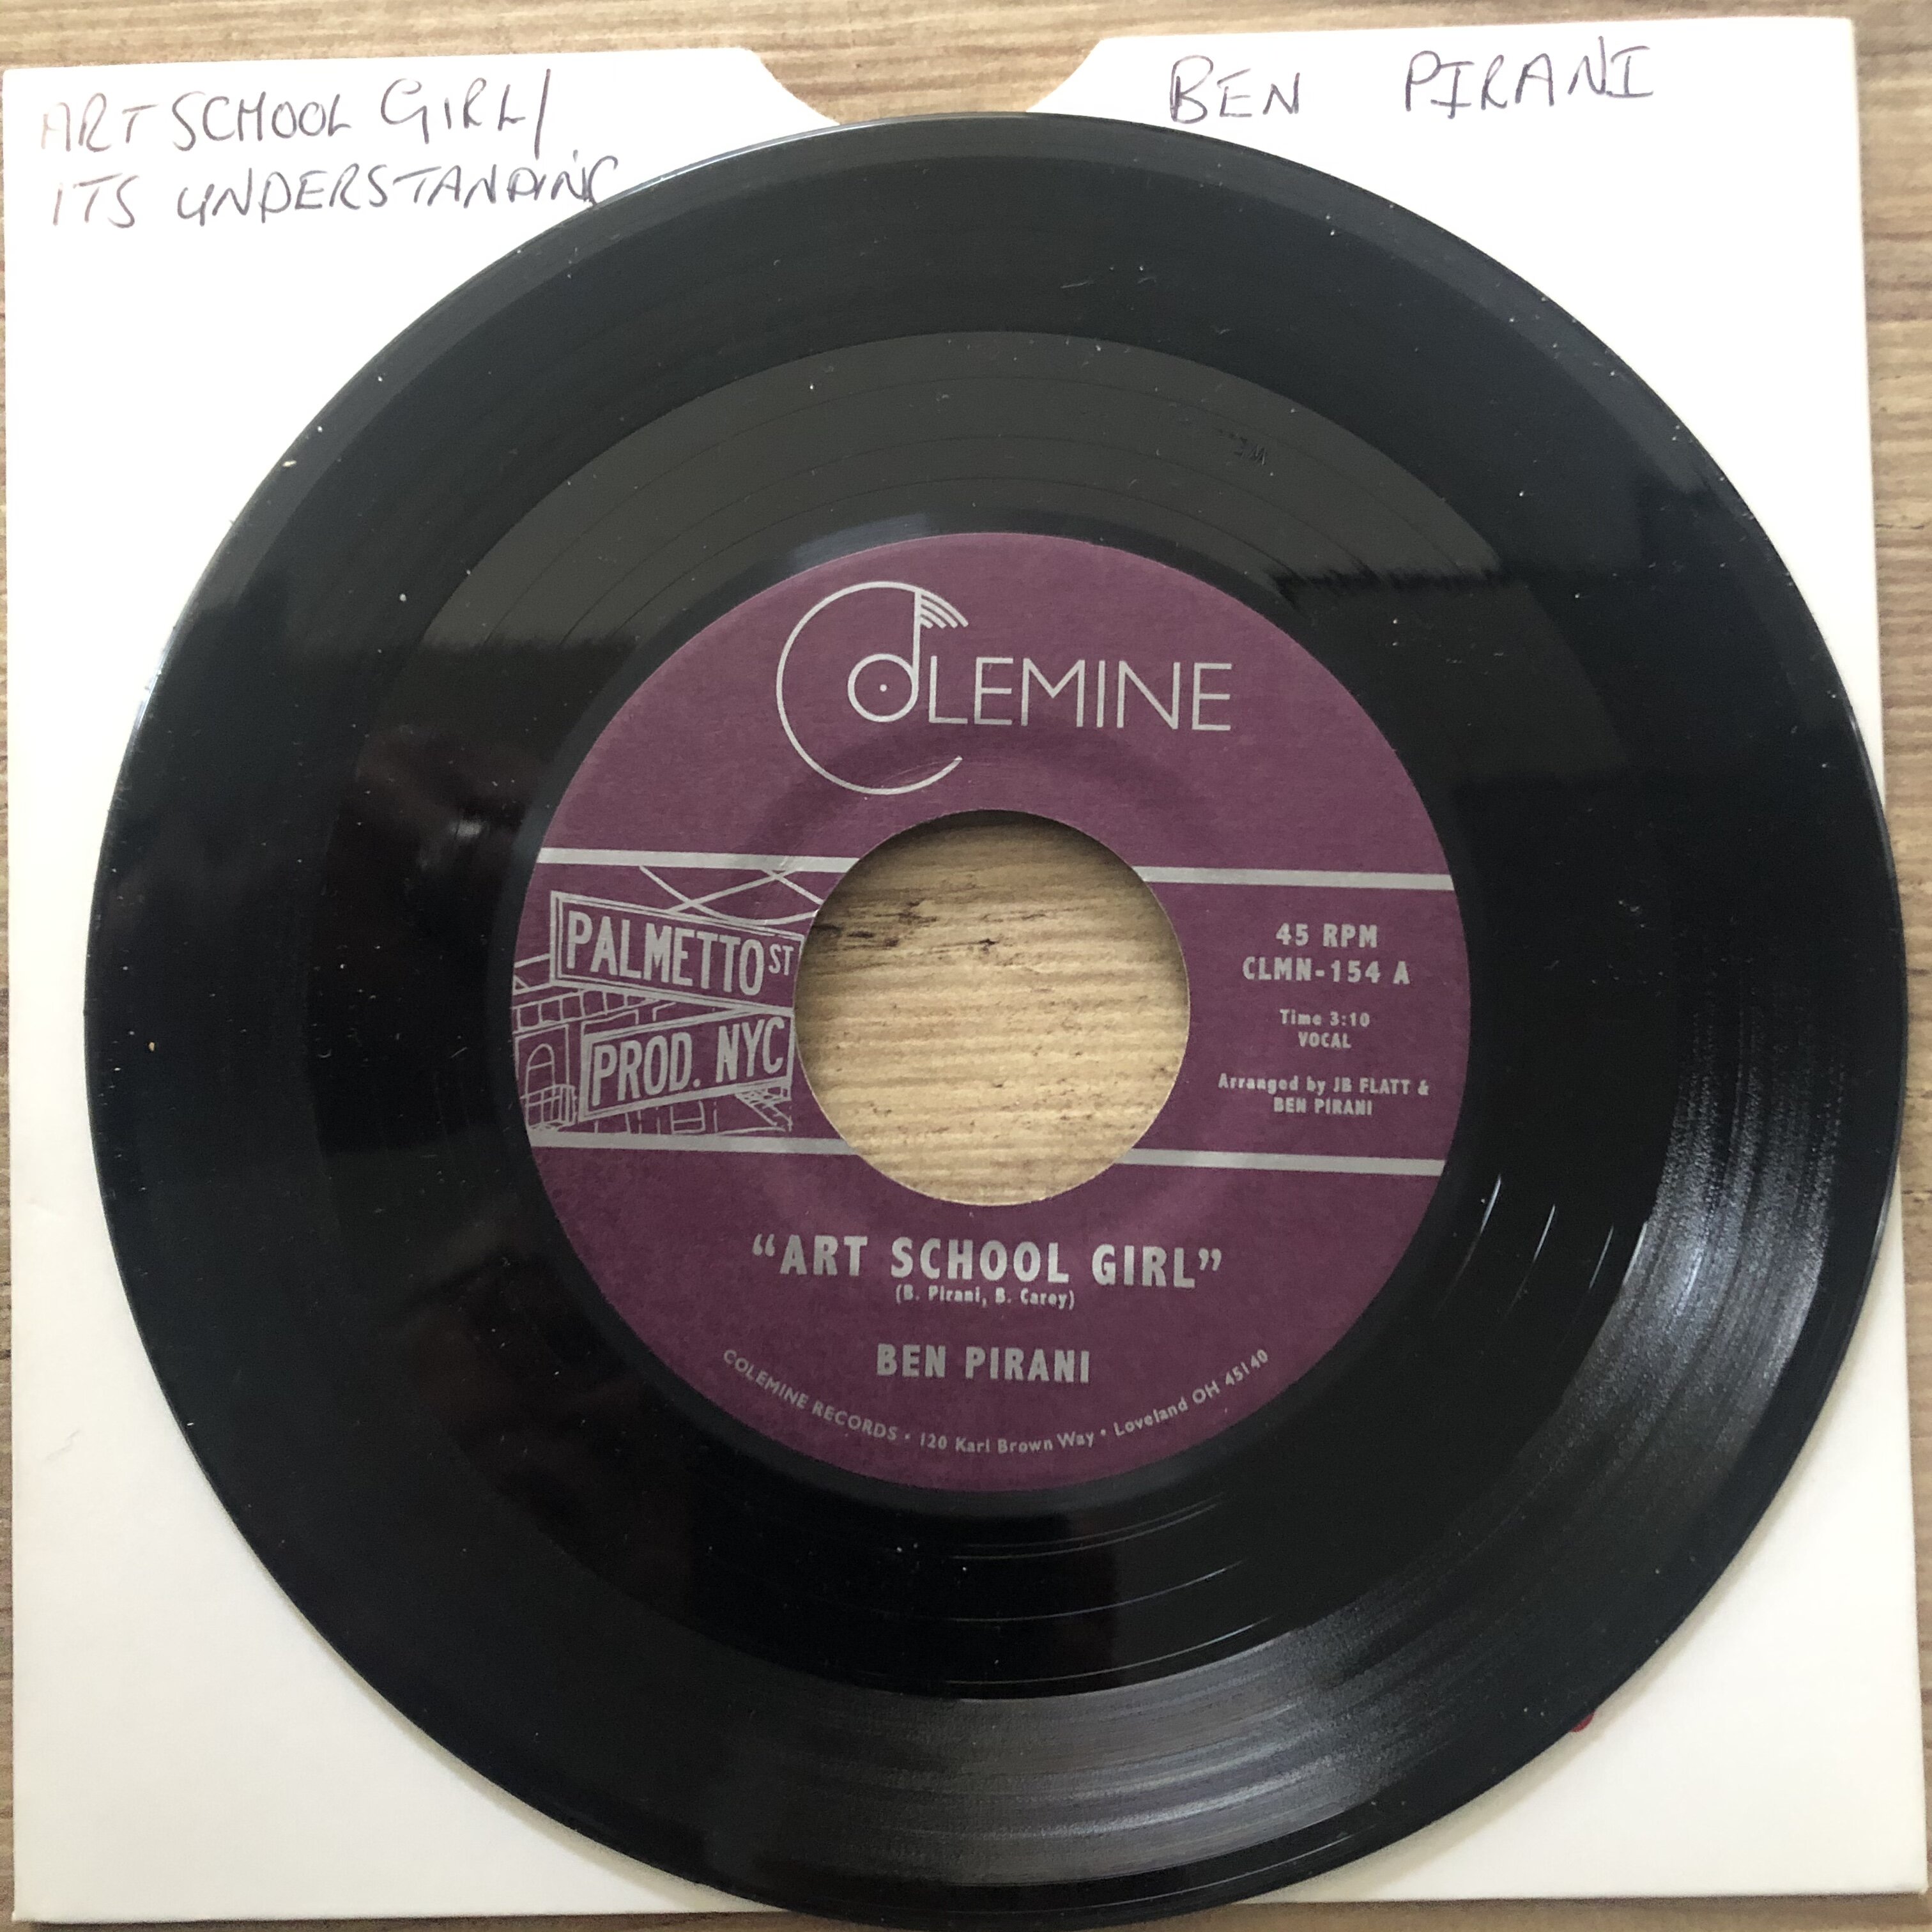 ART SCHOOL GIRL/
ITS UNDERSTANDING
BEN PIRANI
COLEMINE
PALMETTO ST
PROD. NYC
45 RPM
CLMN-154 A
Time 3:10
VOCAL
Arranged by JB FLATT &
BEN PIRANI
“ART SCHOOL GIRL”
(B. Pirani, B. Carey)
BEN PIRANI
COLEMINE RECORDS • 120 Karl Brown Way • Loveland OH 45140